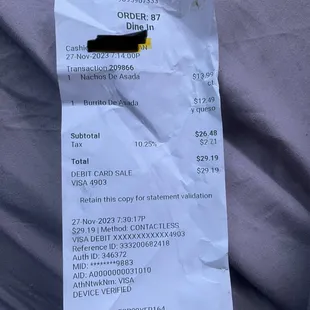 ORDER: 87
Dine In
Cashie
27-Nov-2023 7:14:00P
Transaction 209866
1 Nachos De Asada $13.99
cf.
1 Burrito De Asada $12.49
y queso
Subtotal $26.48
Tax 10.25% $2.71
Total $29.19
DEBIT CARD SALE $29.19
VISA 4903
Retain this copy for statement validation
27-Nov-2023 7:30:17P
$29.19 | Method: CONTACTLESS
VISA DEBIT XXXXXXXXXXXX4903
Reference ID: 333200682418
Auth ID: 346372
MID: ********9883
AID: A0000000031010
AthNtwkNm: VISA
DEVICE VERIFIED